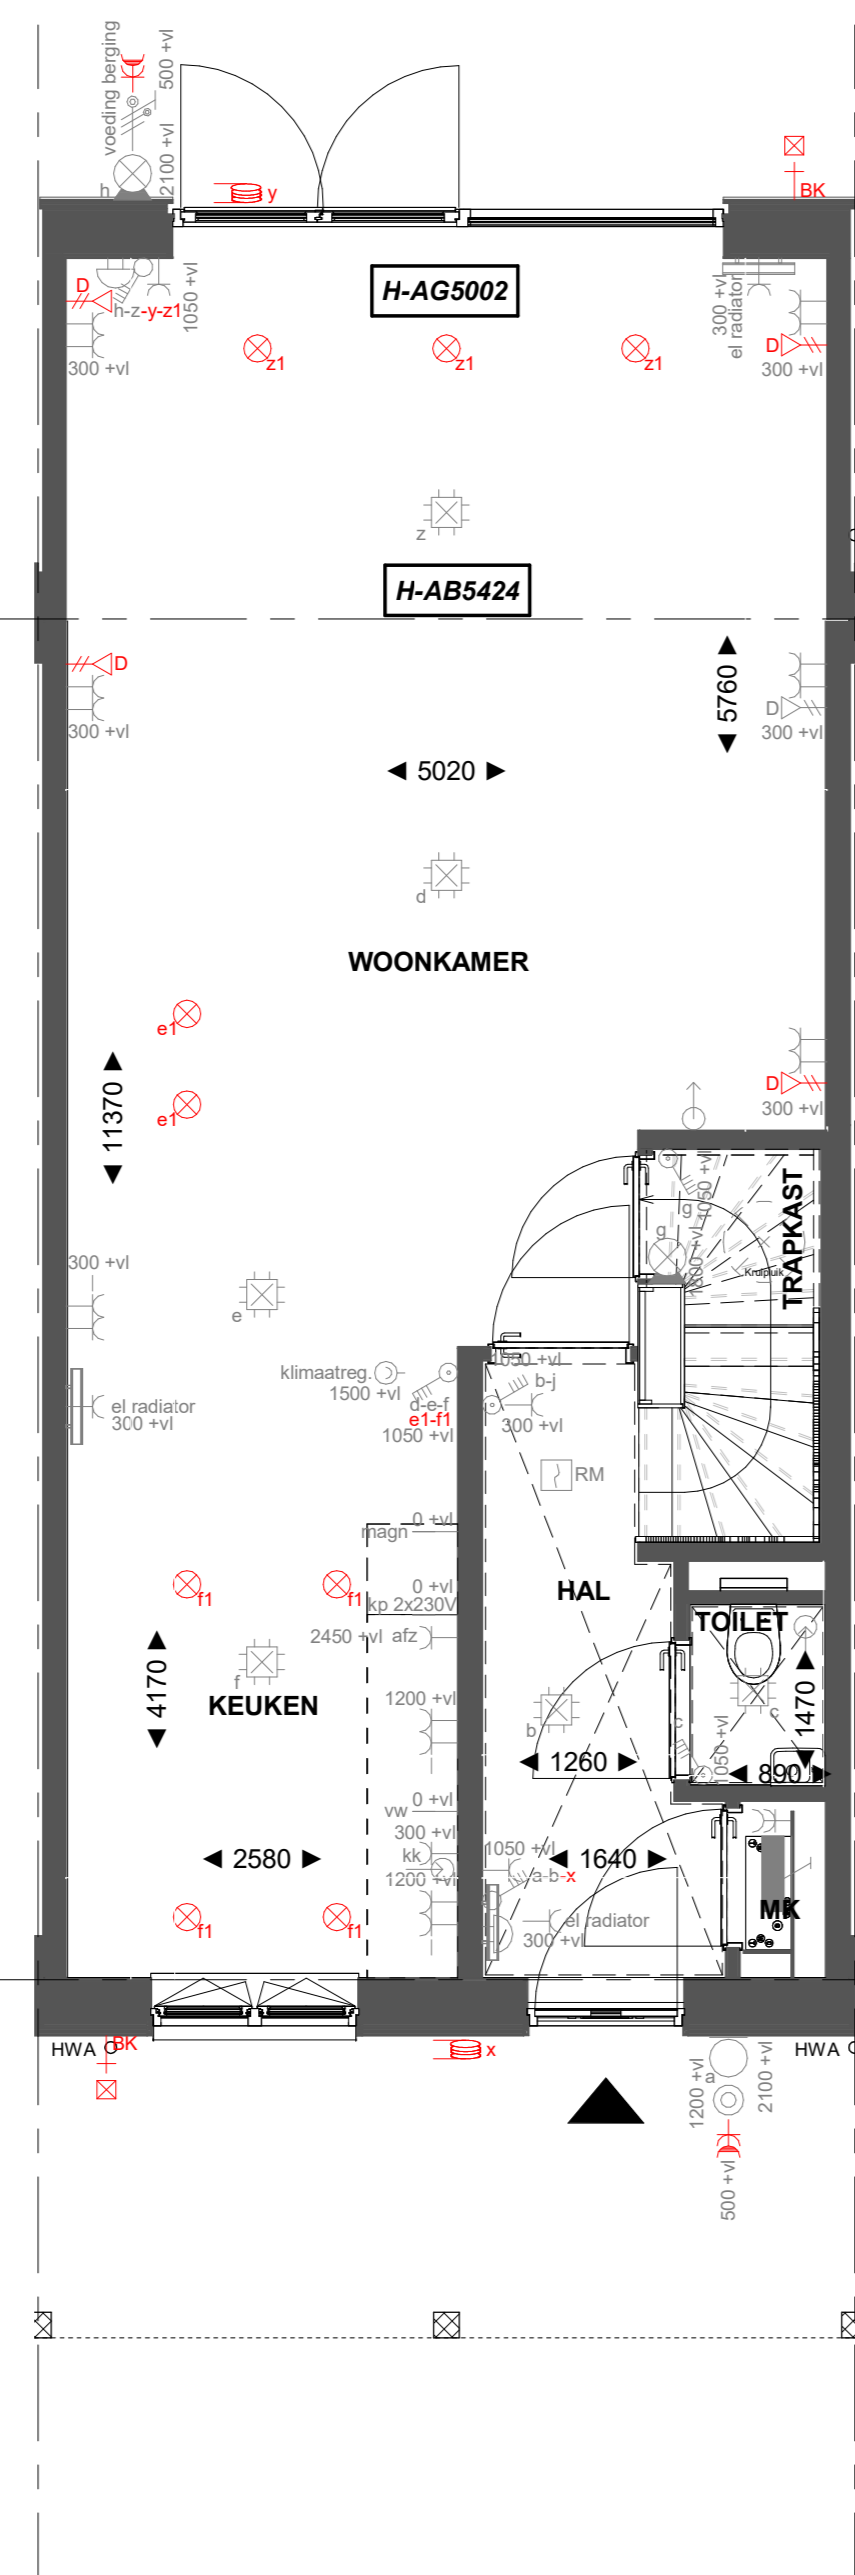 voeding berging
500 +vl
2100 +vl
h
y
BK
H-AG5002
D
h-z-y-z1
1050 +vl
300 +vl
300 +vl
el radiator
D
300 +vl
z1
z1
z1
z
H-AB5424
D
300 +vl
5760
D
300 +vl
5020
d
WOONKAMER
e1
e1
11370
D
300 +vl
1050 +vl
g
g
TRAPKAST
Kruipluik
300 +vl
e
klimaatreg.
1500 +vl
d-e-f
e1-f1
1050 +vl
1050 +vl
b-j
300 +vl
el radiator
300 +vl
RM
magn
0 +vl
0 +vl
kp 2x230V
2450 +vl afz
f1
f1
HAL
TOILET
4170
f
KEUKEN
1200 +vl
b
c
c
1050 +vl
1470
1260
890
vw
0 +vl
300 +vl
kk
1200 +vl
2580
1050 +vl
1640
a-b-x
f1
f1
el radiator
300 +vl
MK
HWA
BK
x
HWA
a
1200 +vl
2100 +vl
500 +vl